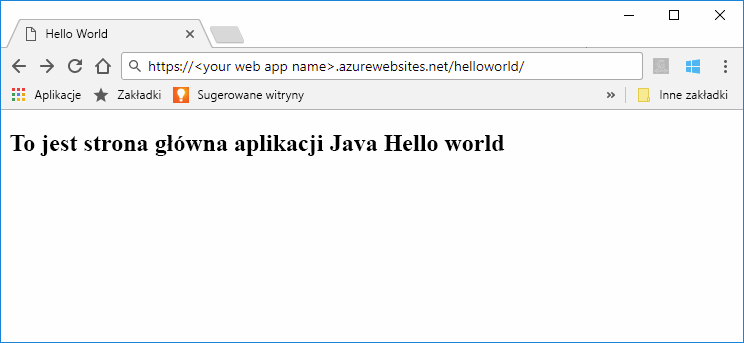 Hello World
https://<your web app name>.azurewebsites.net/helloworld/
Aplikacje Zakładki Sugerowane witryny » Inne zakładki
To jest strona główna aplikacji Java Hello world